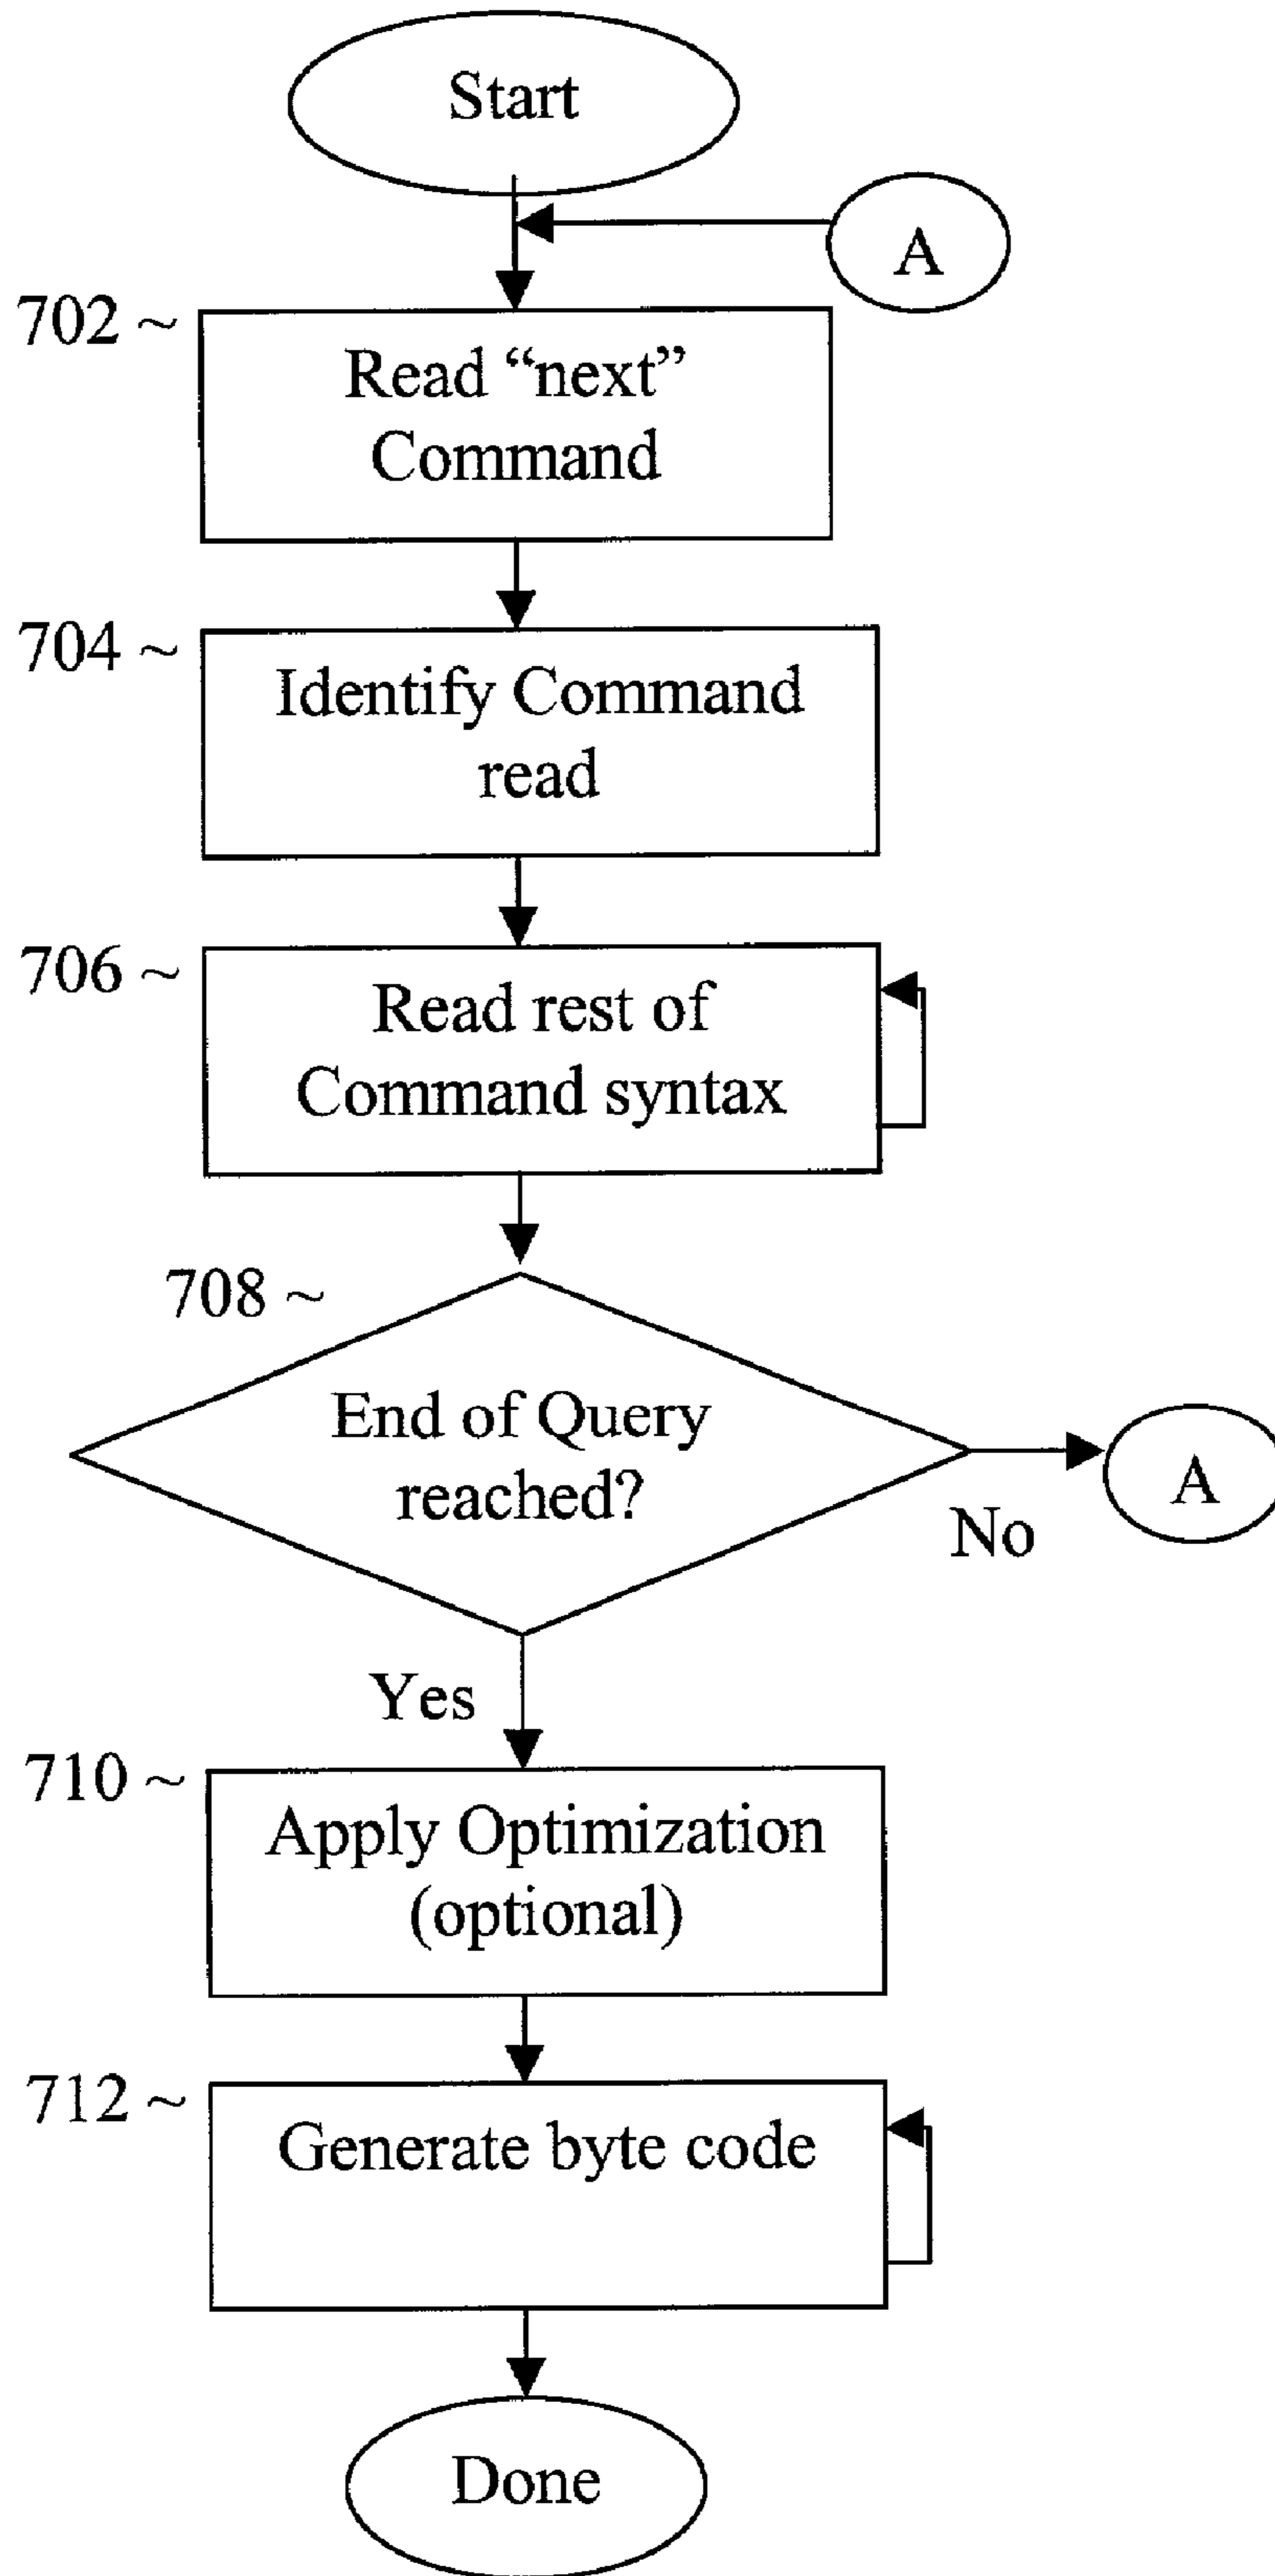 Start
A
702 ~
Read “next”
Command
704 ~
Identify Command
read
706 ~
Read rest of
Command syntax
708 ~
End of Query
reached?
A
No
Yes
710 ~
Apply Optimization
(optional)
712 ~
Generate byte code
Done